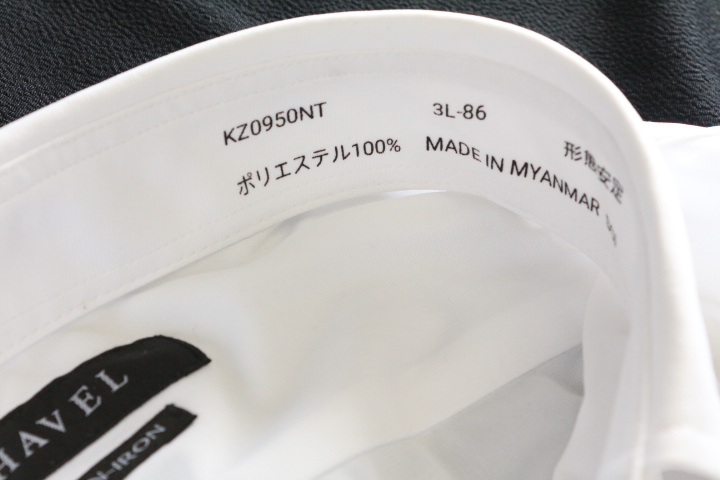 KZ0950NT
3L-86
形態安定
ポリエステル100%
MADE IN MYANMAR
HAVEL
N-IRON